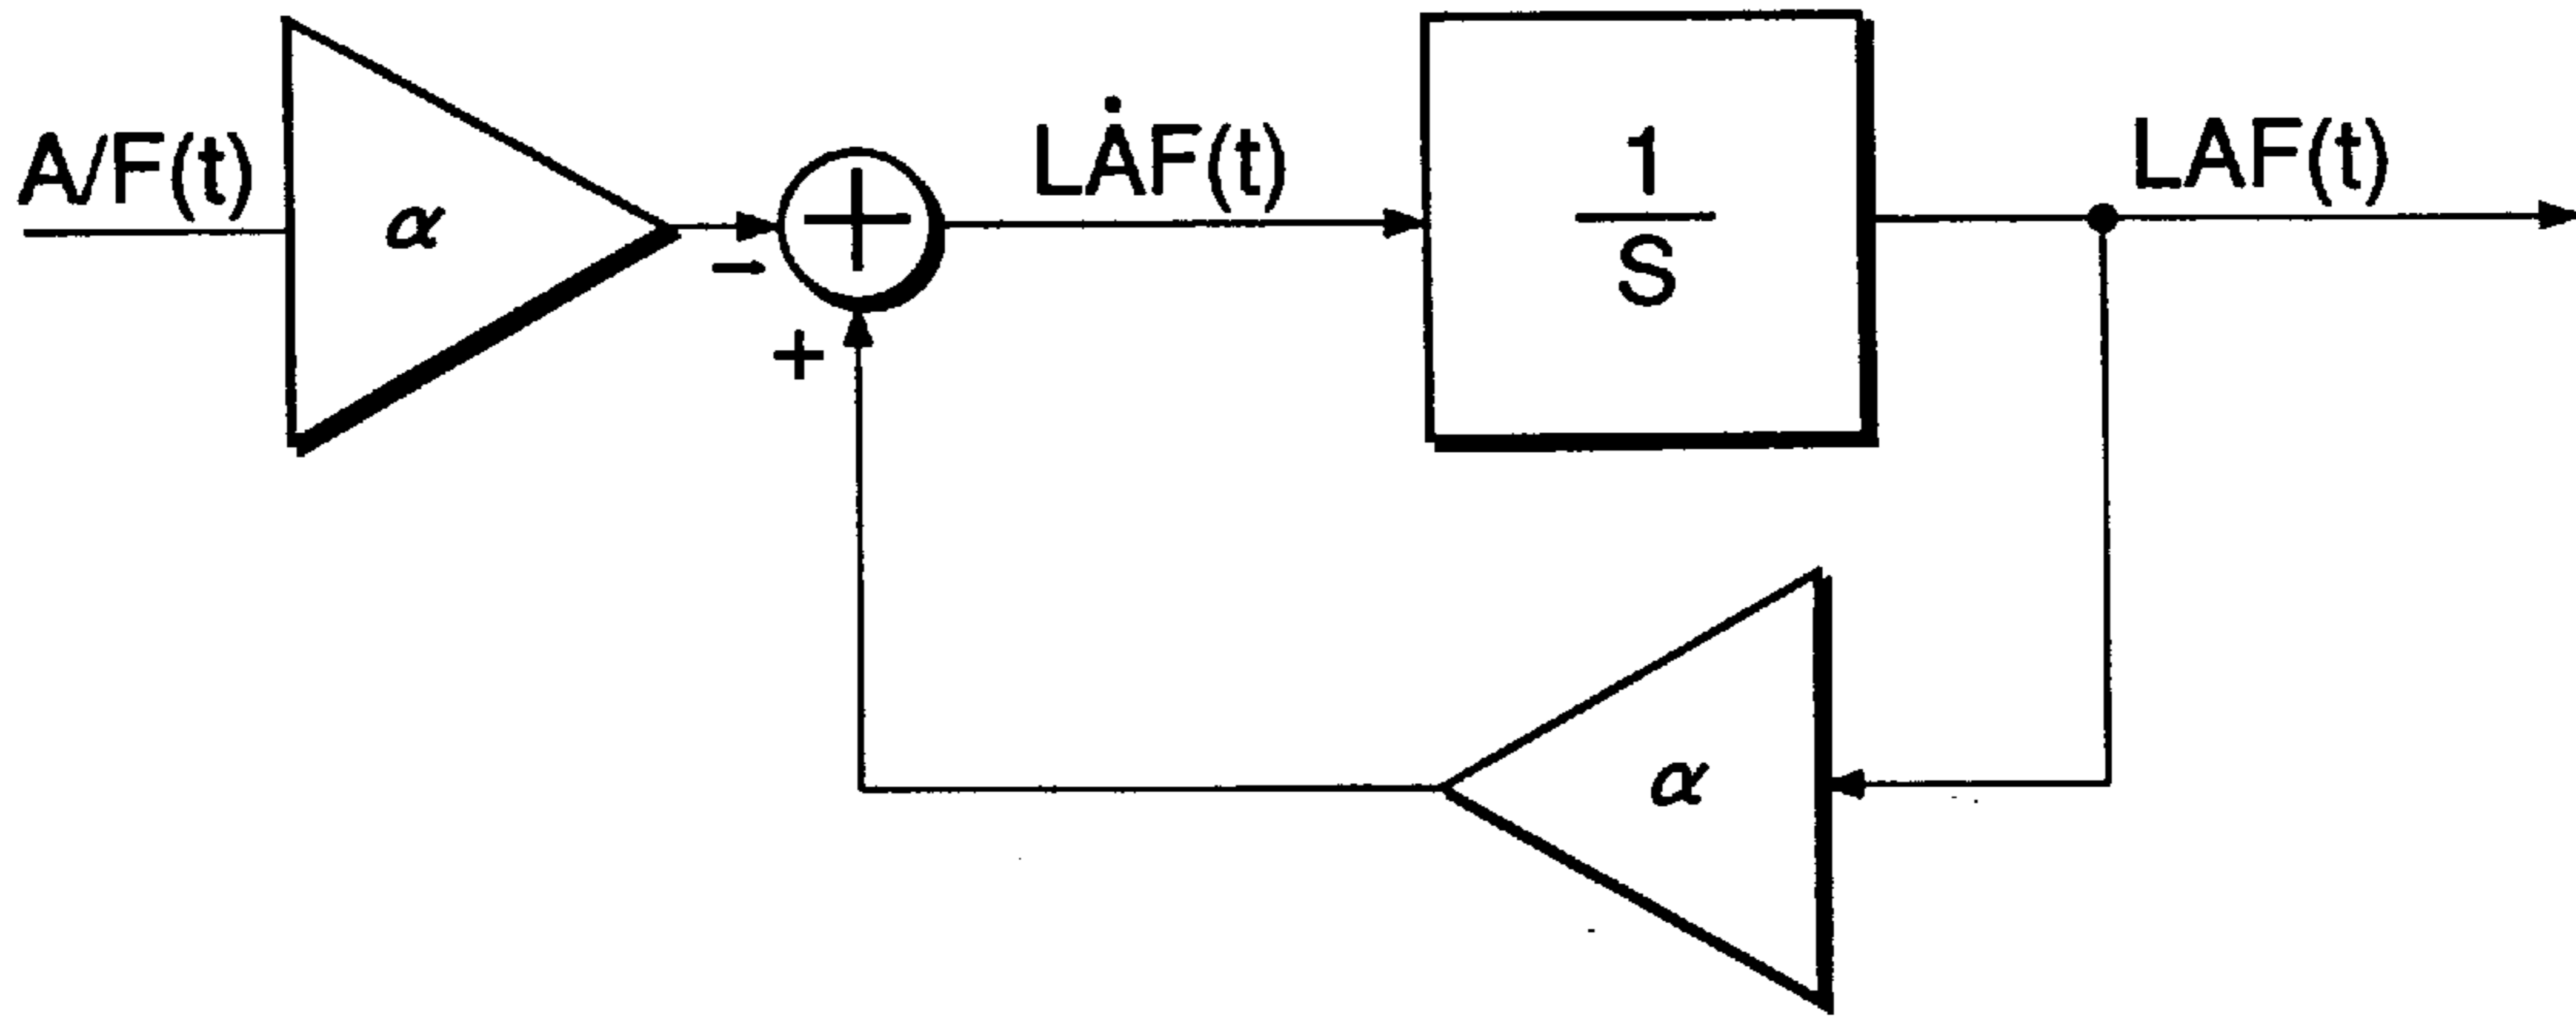 A/F(t)
α
−
+
+
LȦF(t)
1
S
LAF(t)
α